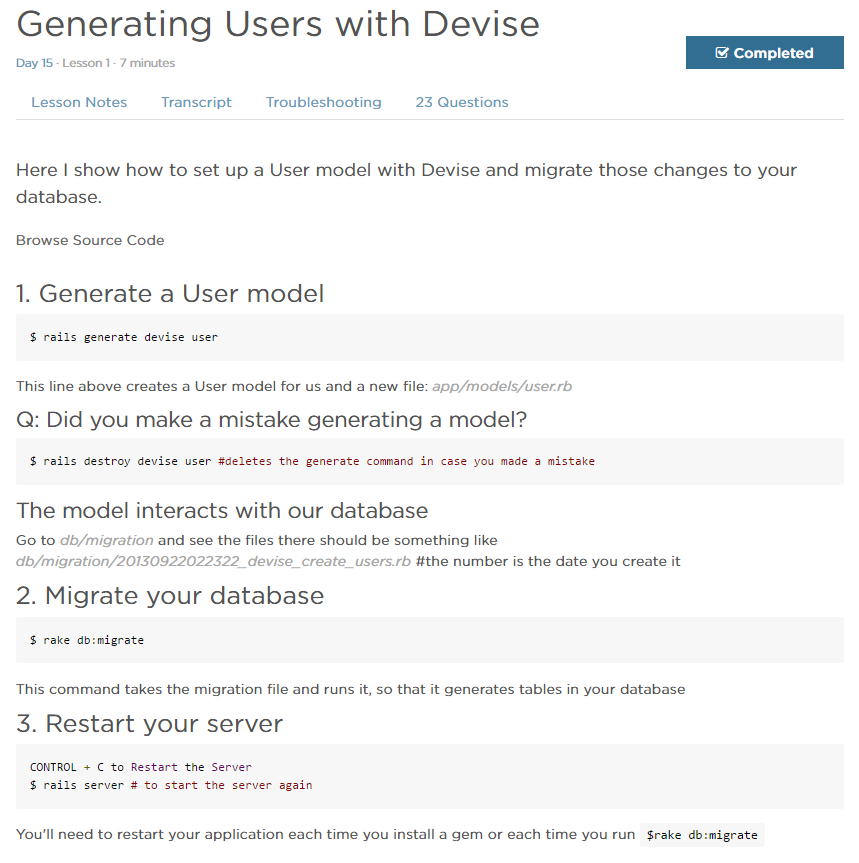 Generating Users with Devise
Day 15 · Lesson 1 · 7 minutes
Completed
Lesson Notes Transcript Troubleshooting 23 Questions
Here I show how to set up a User model with Devise and migrate those changes to your
database.
Browse Source Code
1. Generate a User model
$ rails generate devise user
This line above creates a User model for us and a new file: app/models/user.rb
Q: Did you make a mistake generating a model?
$ rails destroy devise user #deletes the generate command in case you made a mistake
The model interacts with our database
Go to db/migration and see the files there should be something like
db/migration/20130922022322_devise_create_users.rb #the number is the date you create it
2. Migrate your database
$ rake db:migrate
This command takes the migration file and runs it, so that it generates tables in your database
3. Restart your server
CONTROL + C to Restart the Server
$ rails server # to start the server again
You'll need to restart your application each time you install a gem or each time you run $rake db:migrate